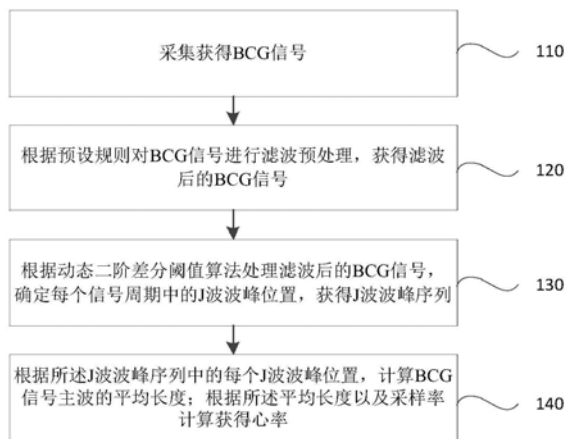 采集获得BCG信号
110
根据预设规则对BCG信号进行滤波预处理，获得滤波
后的BCG信号
120
根据动态二阶差分阈值算法处理滤波后的BCG信号，
确定每个信号周期中的J波波峰位置，获得J波波峰序列
130
根据所述J波波峰序列中的每个J波波峰位置，计算BCG
信号主波的平均长度；根据所述平均长度以及采样率
计算获得心率
140